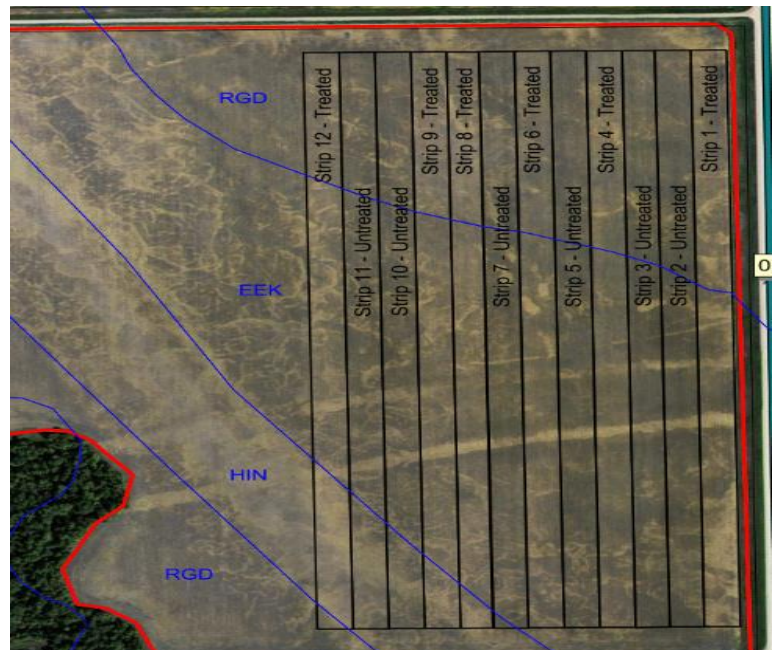 RGD
Strip 12 - Treated
Strip 11 - Untreated
Strip 10 - Untreated
Strip 9 - Treated
Strip 8 - Treated
Strip 7 - Untreated
Strip 6 - Treated
Strip 5 - Untreated
Strip 4 - Treated
Strip 3 - Untreated
Strip 2 - Untreated
Strip 1 - Treated
O
EEK
HIN
RGD